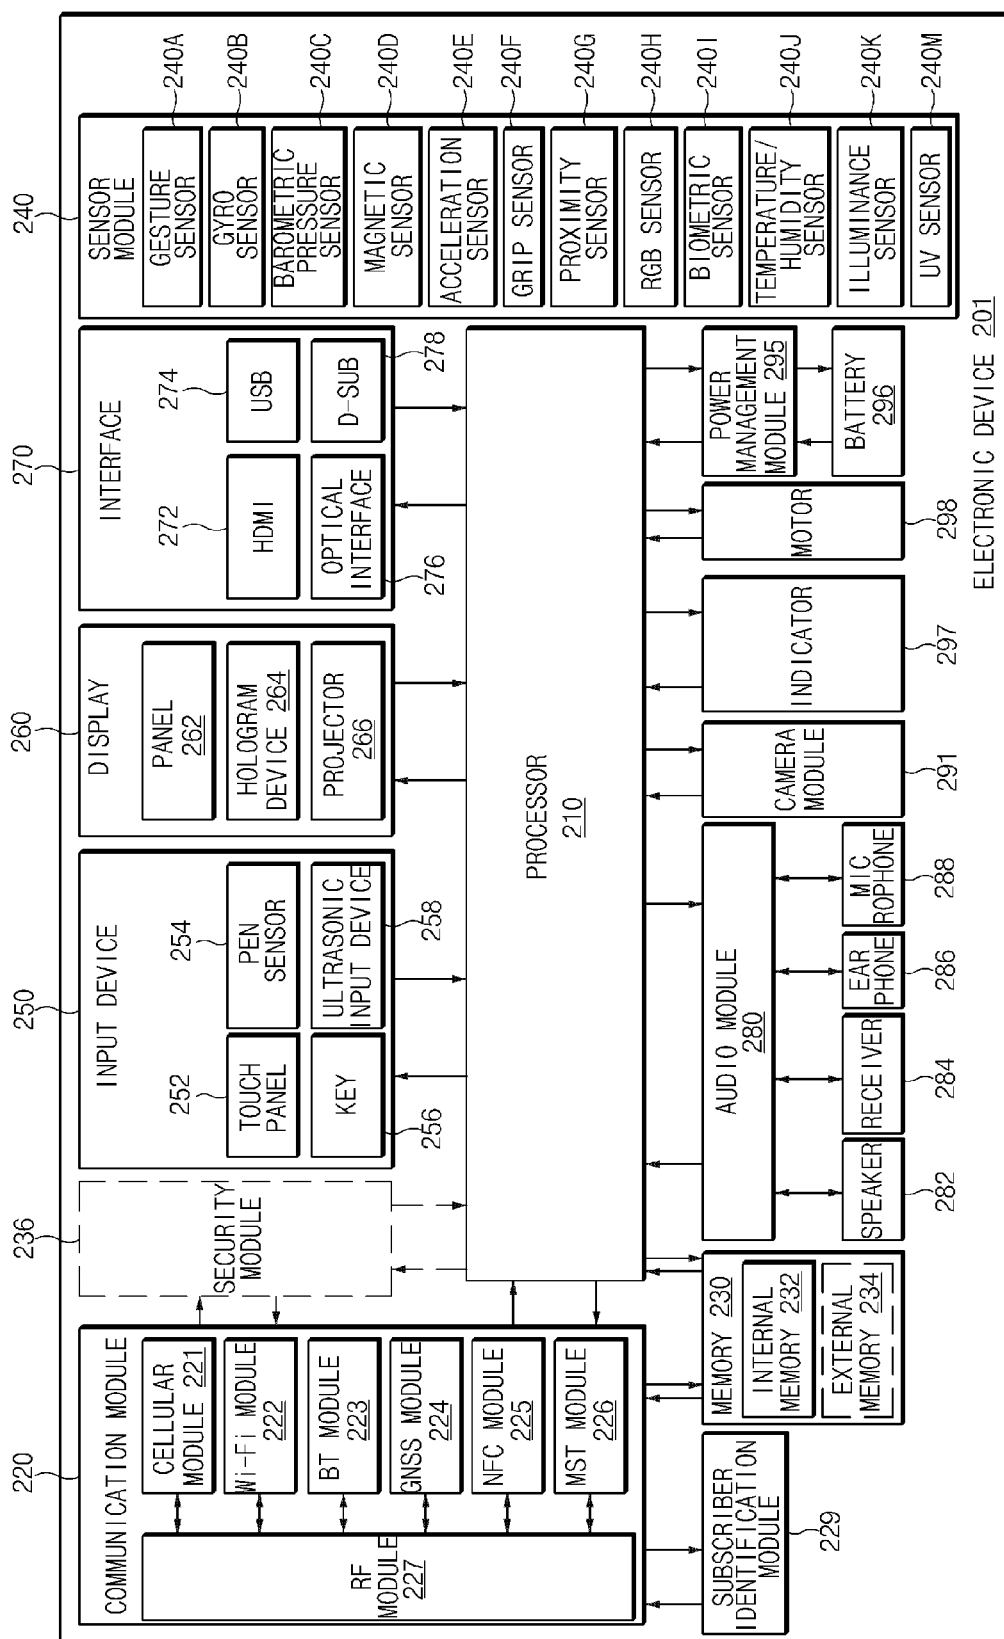 220
COMMUNICATION MODULE
CELLULAR
MODULE 221
Wi-Fi MODULE
222
BT MODULE
223
GNSS MODULE
224
NFC MODULE
225
MST MODULE
226
RF
MODULE
227
SUBSCRIBER
IDENTIFICATION
MODULE
229
236
SECURITY
MODULE
MEMORY 230
INTERNAL
MEMORY 232
EXTERNAL
MEMORY 234
250
INPUT DEVICE
252
TOUCH
PANEL
254
PEN
SENSOR
KEY
256
ULTRASONIC
INPUT DEVICE
258
260
DISPLAY
PANEL
262
HOLOGRAM
DEVICE 264
PROJECTOR
266
270
INTERFACE
272
HDMI
274
USB
OPTICAL
INTERFACE
276
D-SUB
278
PROCESSOR
210
AUDIO MODULE
280
SPEAKER
282
RECEIVER
284
EAR
PHONE
286
MIC
ROPHONE
288
CAMERA
MODULE
291
INDICATOR
297
MOTOR
298
POWER
MANAGEMENT
MODULE 295
BATTERY
296
240
SENSOR
MODULE
GESTURE
SENSOR
240A
GYRO
SENSOR
240B
BAROMETRIC
PRESSURE
SENSOR
240C
MAGNETIC
SENSOR
240D
ACCELERATION
SENSOR
240E
GRIP SENSOR
240F
PROXIMITY
SENSOR
240G
RGB SENSOR
240H
BIOMETRIC
SENSOR
240I
TEMPERATURE/
HUMIDITY
SENSOR
240J
ILLUMINANCE
SENSOR
240K
UV SENSOR
240M
ELECTRONIC DEVICE 201